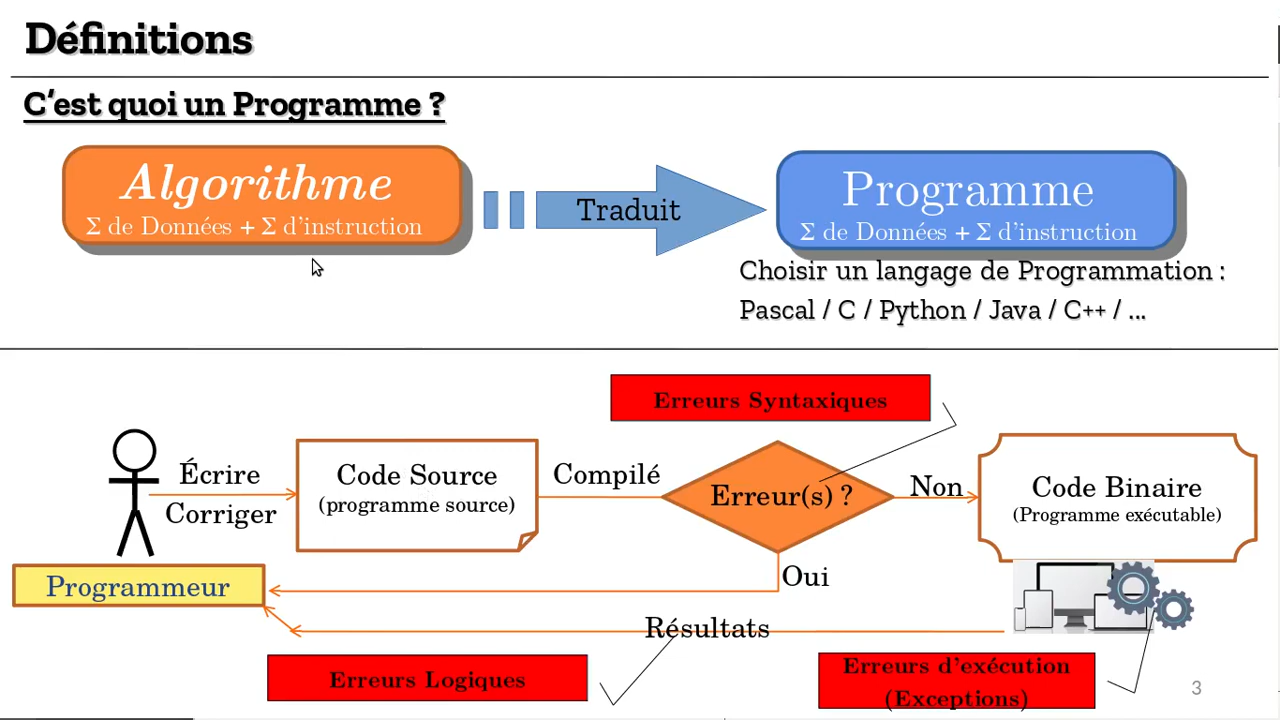 Définitions
C'est quoi un Programme ?
Algorithme
Σ de Données + Σ d'instruction
Traduit
Programme
Σ de Données + Σ d'instruction
Choisir un langage de Programmation :
Pascal / C / Python / Java / C++ / ...
Erreurs Syntaxiques
Écrire
Corriger
Code Source
(programme source)
Compilé
Erreur(s) ?
Non
Code Binaire
(Programme exécutable)
Programmeur
Oui
Résultats
Erreurs Logiques
Erreurs d'exécution
(Exceptions)
3